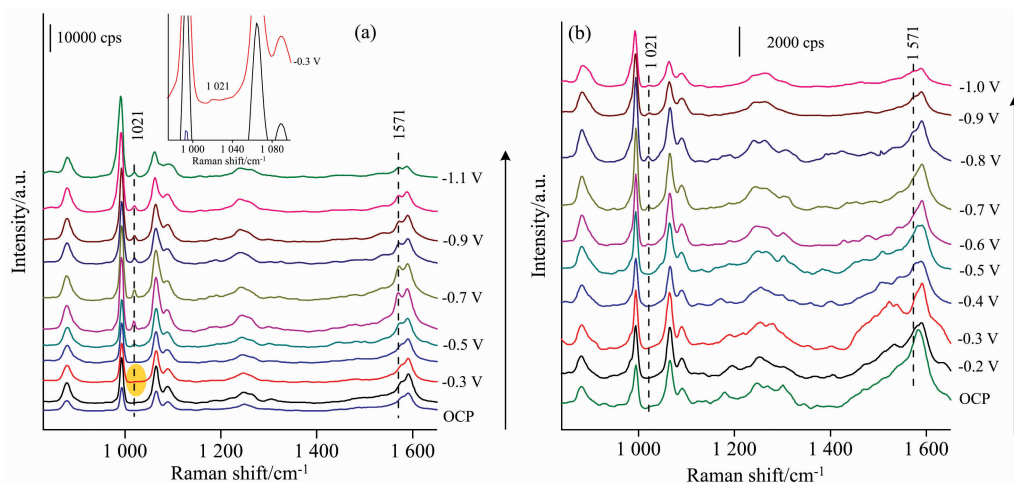 10000 cps
(a)
-0.3 V
1 021
1 000
1 040
1 080
Raman shift/cm-1
1021
1571
-1.1 V
-0.9 V
-0.7 V
-0.5 V
-0.3 V
OCP
Intensity/a.u.
1 000
1 200
1 400
1 600
Raman shift/cm-1
(b)
2000 cps
1 021
1 571
-1.0 V
-0.9 V
-0.8 V
-0.7 V
-0.6 V
-0.5 V
-0.4 V
-0.3 V
-0.2 V
OCP
Intensity/a.u.
1 000
1 200
1 400
1 600
Raman shift/cm-1